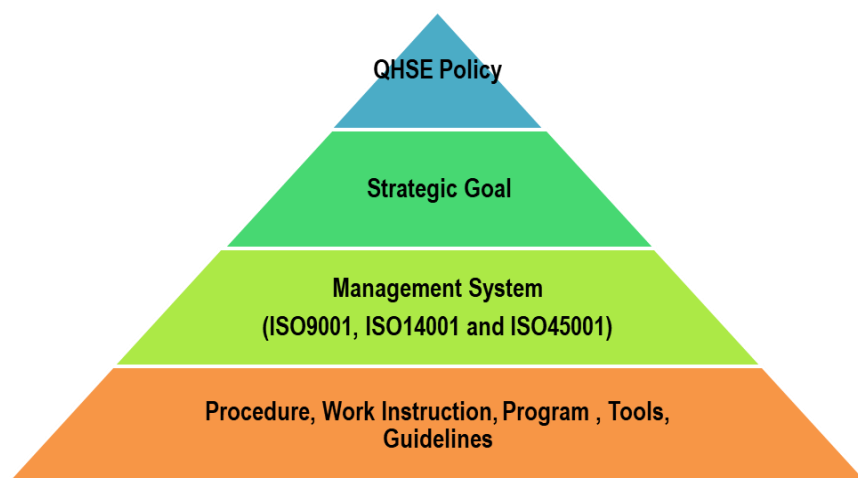 QHSE Policy
Strategic Goal
Management System
(ISO9001, ISO14001 and ISO45001)
Procedure, Work Instruction, Program , Tools,
Guidelines